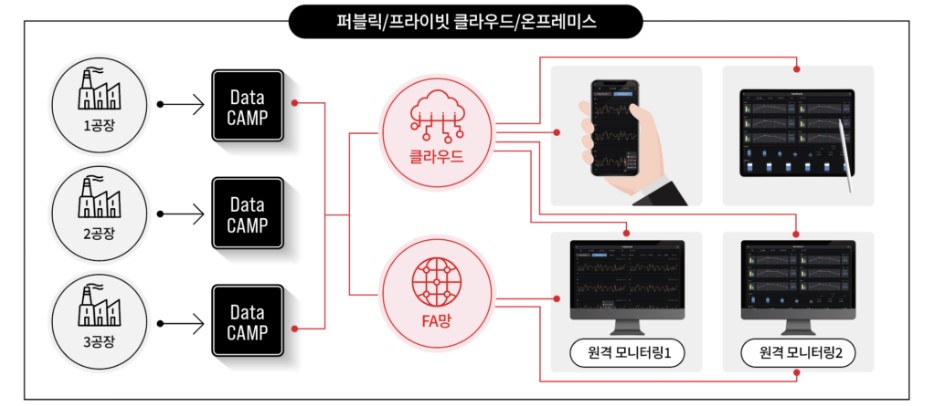 퍼블릭/프라이빗 클라우드/온프레미스
1공장
Data
CAMP
2공장
Data
CAMP
3공장
Data
CAMP
클라우드
FA망
원격 모니터링1
원격 모니터링2